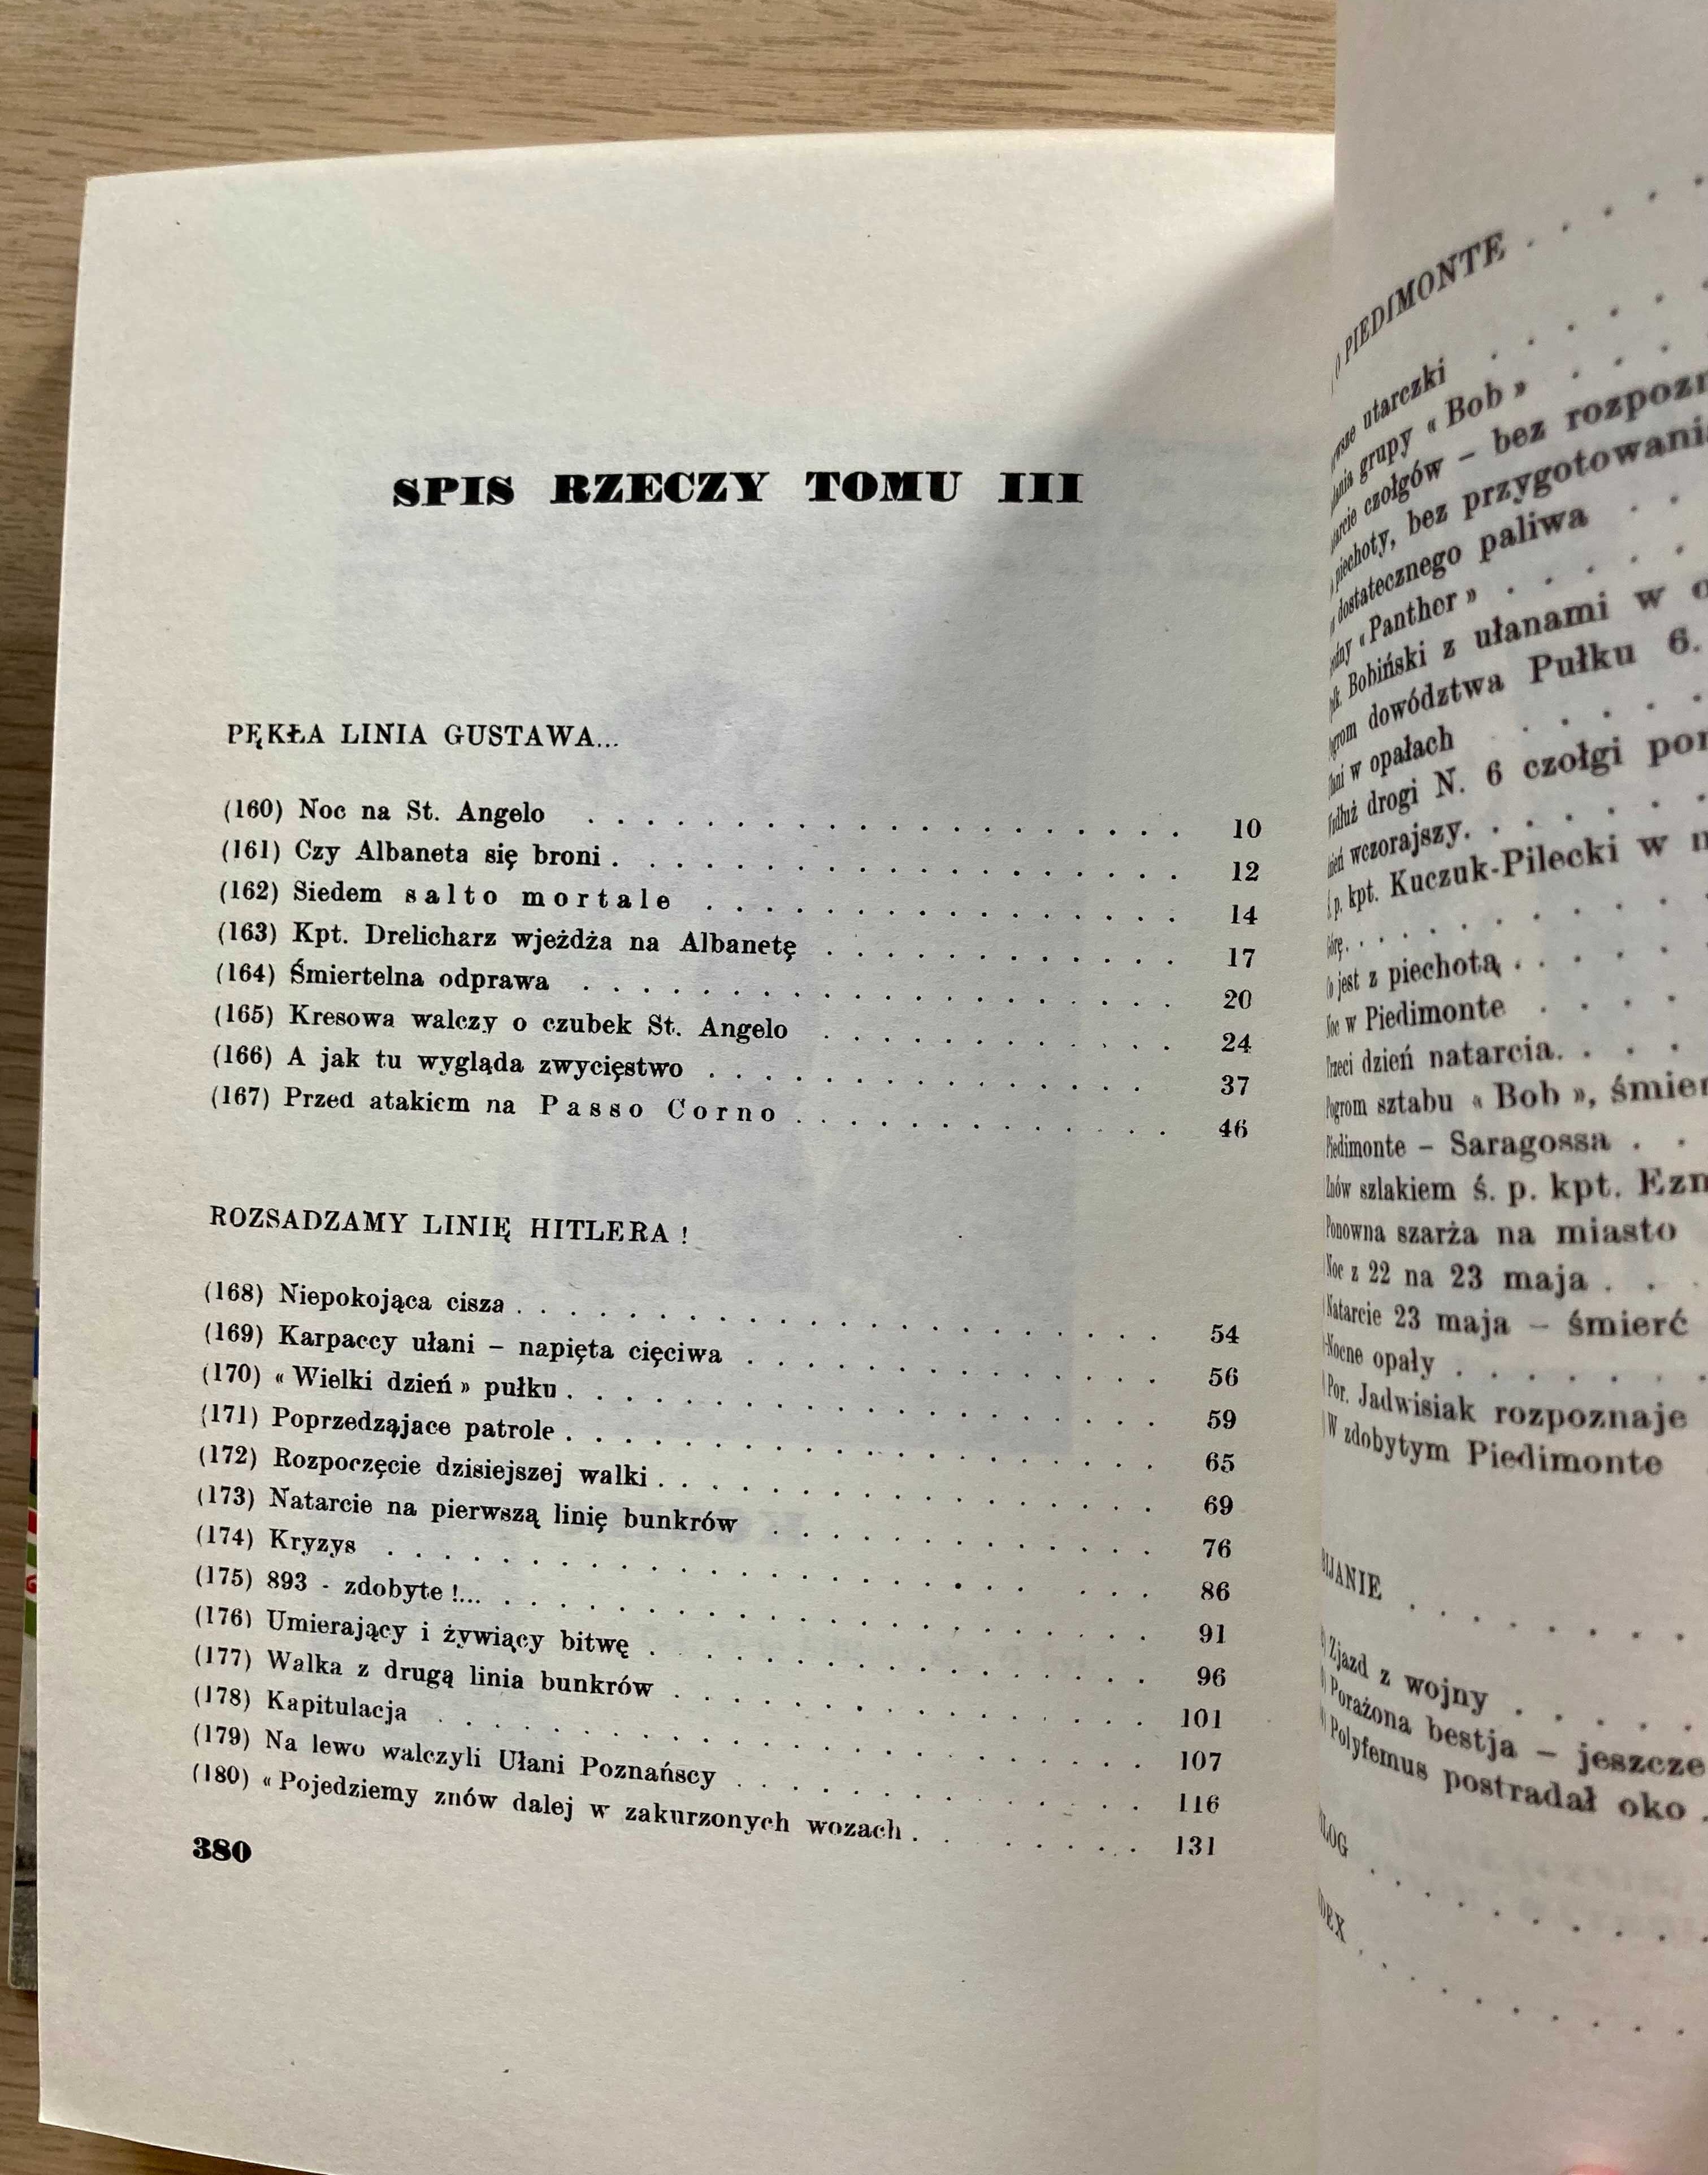 SPIS RZECZY TOMU III
PĘKŁA LINIA GUSTAWA...
(160) Noc na St. Angelo . . . . . . . . . . . . . . . . . . . . 10
(161) Czy Albaneta się broni . . . . . . . . . . . . . . . . . . . . 12
(162) Siedem salto mortale . . . . . . . . . . . . . . . . 14
(163) Kpt. Drelicharz wjeżdża na Albanetę . . . . . . . . . . . . 17
(164) Śmiertelna odprawa . . . . . . . . . . . . . . . . . . . . 20
(165) Kresowa walczy o czubek St. Angelo . . . . . . . . . . . . 24
(166) A jak tu wygląda zwycięstwo . . . . . . . . . . . . . . . 37
(167) Przed atakiem na Passo Corno . . . . . . . . . . . . . 46
ROZSADZAMY LINIĘ HITLERA !
(168) Niepokojąca cisza . . . . . . . . . . . . . . . . . . . . . . 54
(169) Karpaccy ułani – napięta cięciwa . . . . . . . . . . . . . . 56
(170) « Wielki dzień » pułku . . . . . . . . . . . . . . . . . . . . 59
(171) Poprzedząjace patrole . . . . . . . . . . . . . . . . . . . . 65
(172) Rozpoczęcie dzisiejszej walki . . . . . . . . . . . . . . . . . 69
(173) Natarcie na pierwszą linię bunkrów . . . . . . . . . . . . . 76
(174) Kryzys . . . . . . . . . . . . . . . . . . . . . . . . . 86
(175) 893 - zdobyte !... . . . . . . . . . . . . . . . . . . . . . . 91
(176) Umierający i żywiący bitwę . . . . . . . . . . . . . . . . . 96
(177) Walka z drugą linia bunkrów . . . . . . . . . . . . . . . . 101
(178) Kapitulacja . . . . . . . . . . . . . . . . . . . . . . . . 107
(179) Na lewo walczyli Ułani Poznańscy . . . . . . . . . . . . . . 116
(180) « Pojedziemy znów dalej w zakurzonych wozach . . . . . . . . 131
380
PIEDIMONTE . . . .
utarczki . . . . .
grupy « Bob » . . . .
czołgów – bez
piechoty, bez przygotowania
dostatecznego paliwa . .
« Panther » . . . . .
Bobiński z ułanami w
dowództwa Pułku 6.
w opałach . . . . .
drogi N. 6 czołgi
wczorajszy. . . . . . .
kpt. Kuczuk-Pilecki w
jest z piechotą . . . . .
w Piedimonte . . . .
dzień natarcia. . . . .
Pogrom sztabu « Bob »,
Piedimonte – Saragossa . .
Znów szlakiem ś. p. kpt.
Ponowna szarża na miasto
Noc z 22 na 23 maja . . .
Natarcie 23 maja – śmierć
Nocne opały . . . . . . .
Por. Jadwisiak rozpoznaje
W zdobytym Piedimonte
Zjazd z wojny . . . . .
Porażona bestja – jeszcze
Polyfemus postradał oko .